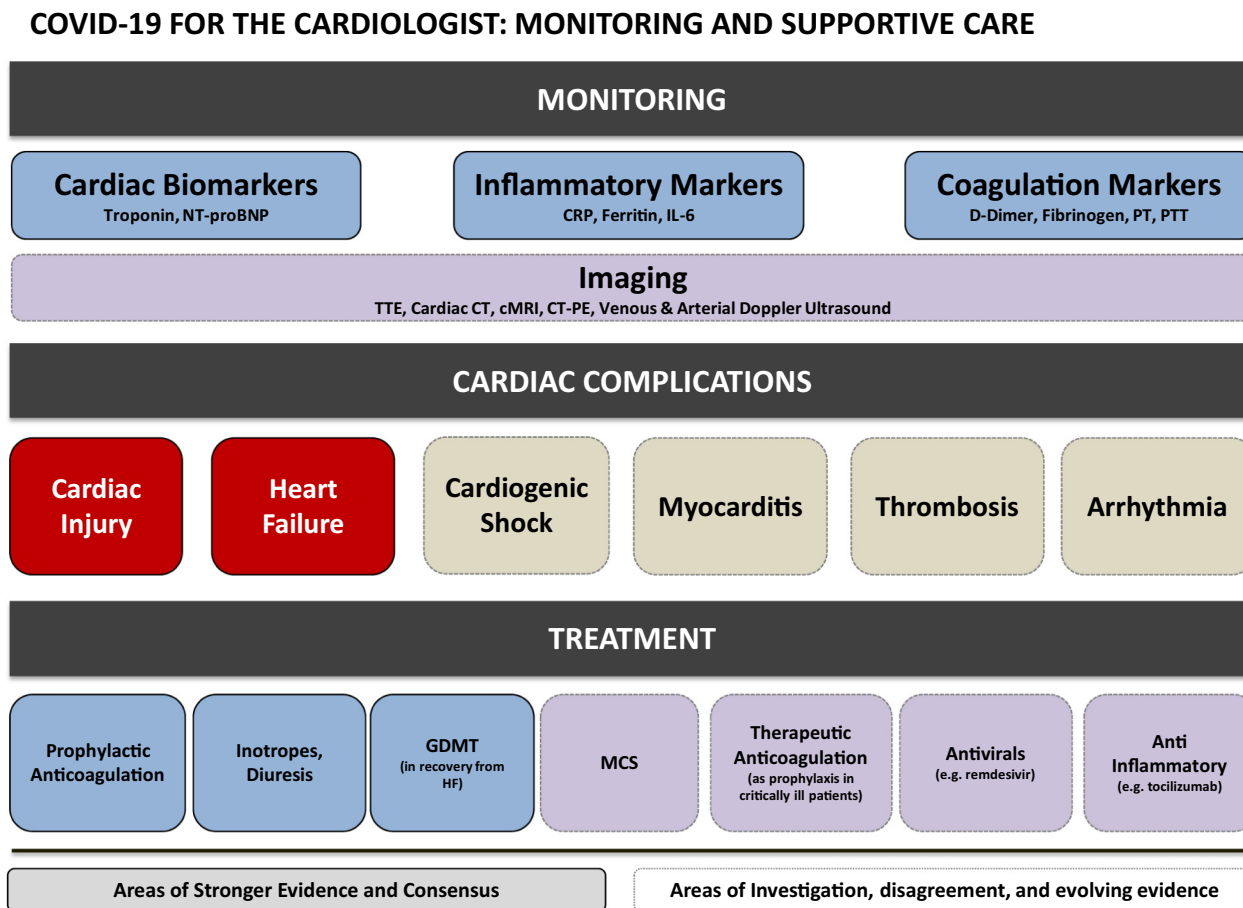 COVID-19 FOR THE CARDIOLOGIST: MONITORING AND SUPPORTIVE CARE
MONITORING
Cardiac Biomarkers
Troponin, NT-proBNP
Inflammatory Markers
CRP, Ferritin, IL-6
Coagulation Markers
D-Dimer, Fibrinogen, PT, PTT
Imaging
TTE, Cardiac CT, cMRI, CT-PE, Venous & Arterial Doppler Ultrasound
CARDIAC COMPLICATIONS
Cardiac
Injury
Heart
Failure
Cardiogenic
Shock
Myocarditis
Thrombosis
Arrhythmia
TREATMENT
Prophylactic
Anticoagulation
Inotropes,
Diuresis
GDMT
(in recovery from
HF)
MCS
Therapeutic
Anticoagulation
(as prophylaxis in
critically ill patients)
Antivirals
(e.g. remdesivir)
Anti
Inflammatory
(e.g. tocilizumab)
Areas of Stronger Evidence and Consensus
Areas of Investigation, disagreement, and evolving evidence